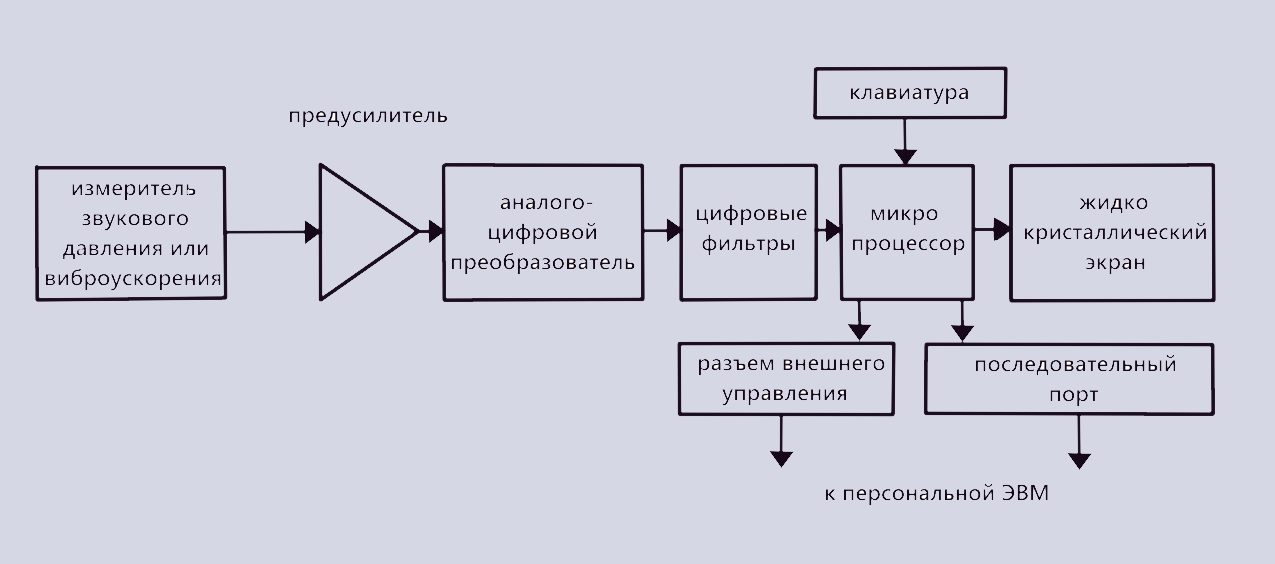 клавиатура
предусилитель
измеритель
звукового
давления или
виброускорения
аналого-
цифровой
преобразователь
цифровые
фильтры
микро
процессор
жидко
кристаллический
экран
разъем внешнего
управления
последовательный
порт
к персональной ЭВМ